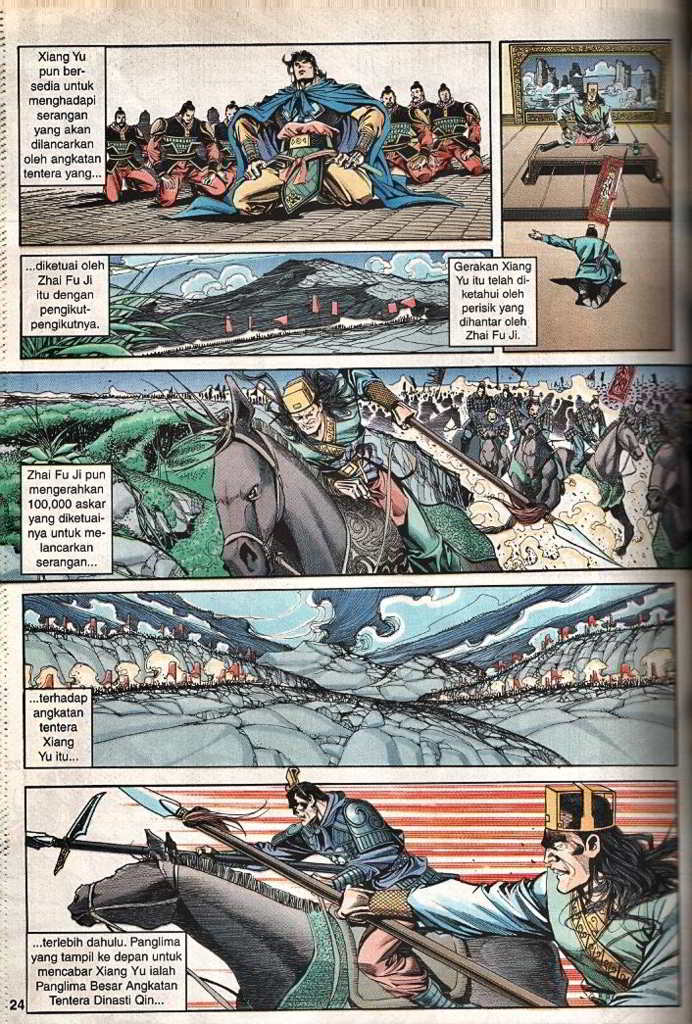 Xiang Yu
pun ber-
sedia untuk
menghadapi
serangan
yang akan
dilancarkan
oleh angkatan
tentera yang...
...diketuai oleh
Zhai Fu Ji
itu dengan
pengikut-
pengikutnya.
Gerakan Xiang
Yu itu telah di-
ketahui oleh
perisik yang
dihantar oleh
Zhai Fu Ji.
Zhai Fu Ji pun
mengerahkan
100,000 askar
yang diketuai-
nya untuk me-
lancarkan
serangan...
...terhadap
angkatan
tentera
Xiang
Yu itu...
...terlebih dahulu. Panglima
yang tampil ke depan untuk
mencabar Xiang Yu ialah
Panglima Besar Angkatan
Tentera Dinasti Qin...
24